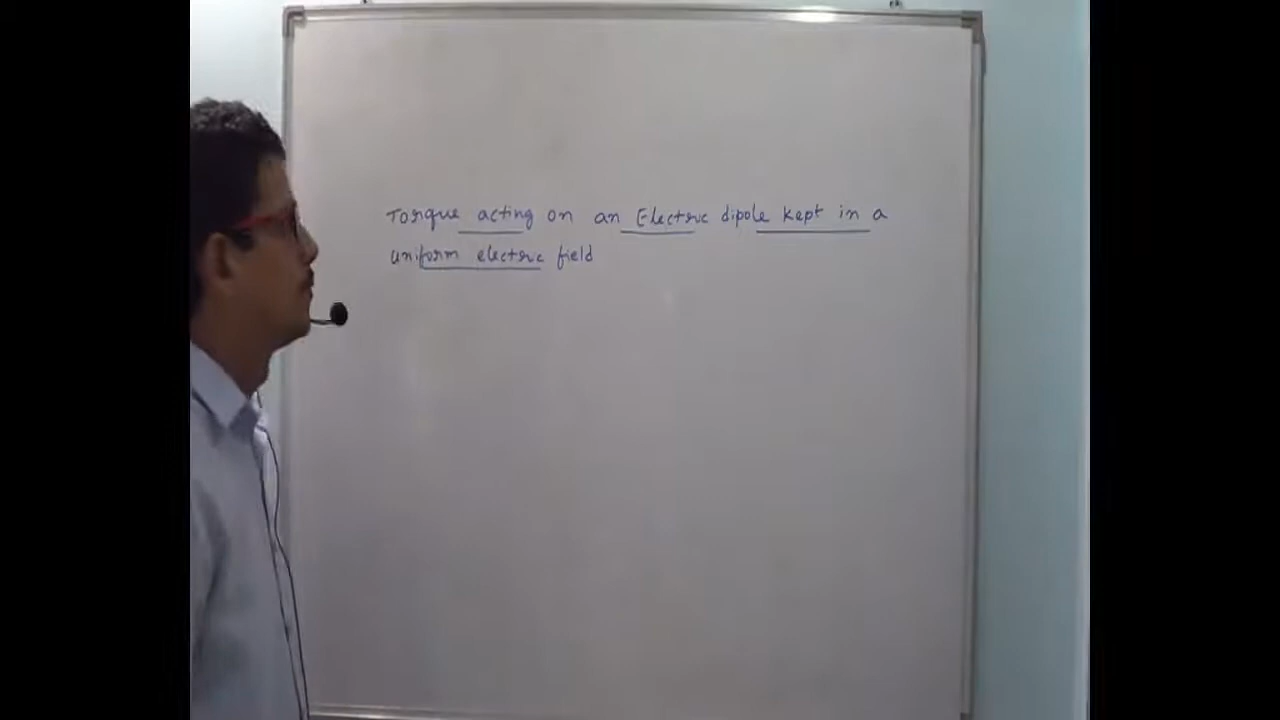 Torque acting on an Electric dipole kept in a
uniform electric field